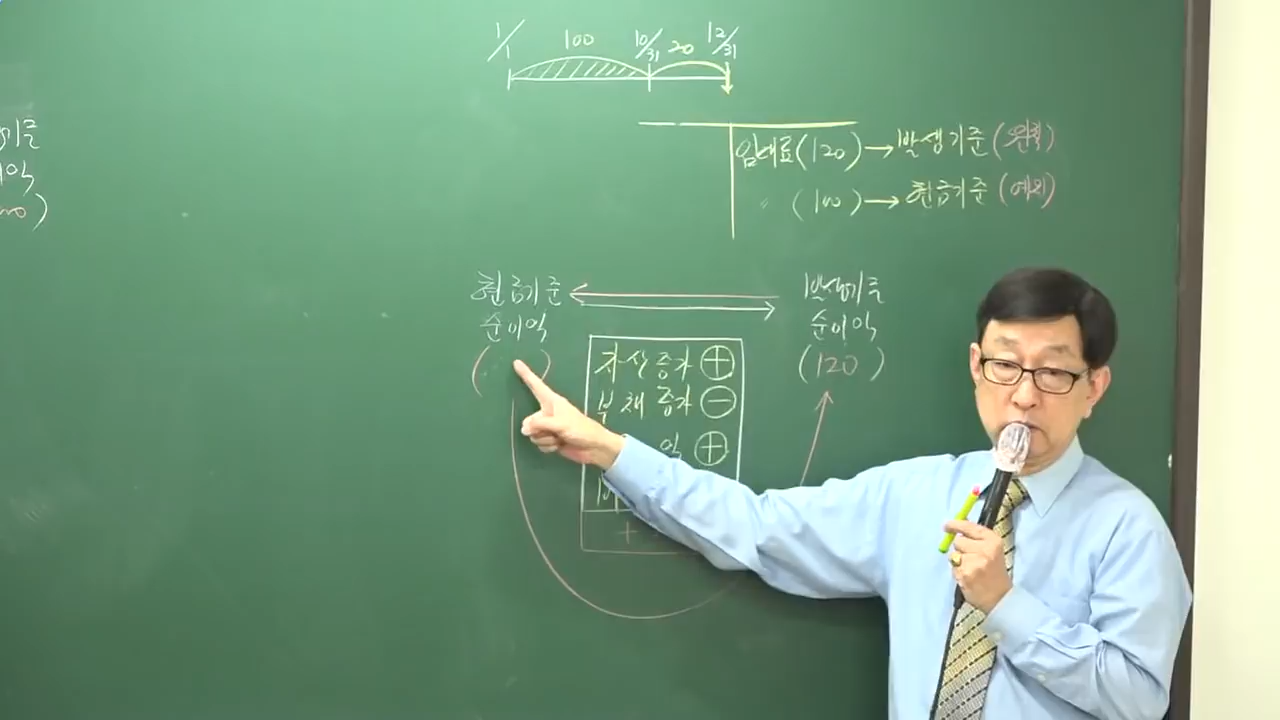 1/1 100 10/31 20 12/31
임대료(120)→발생기준(원칙)
〃 (100)→현금기준(예외)
현금기준 발생기준
순이익 순이익
( ) (120)
자산증가 +
부채증가 −
+
+